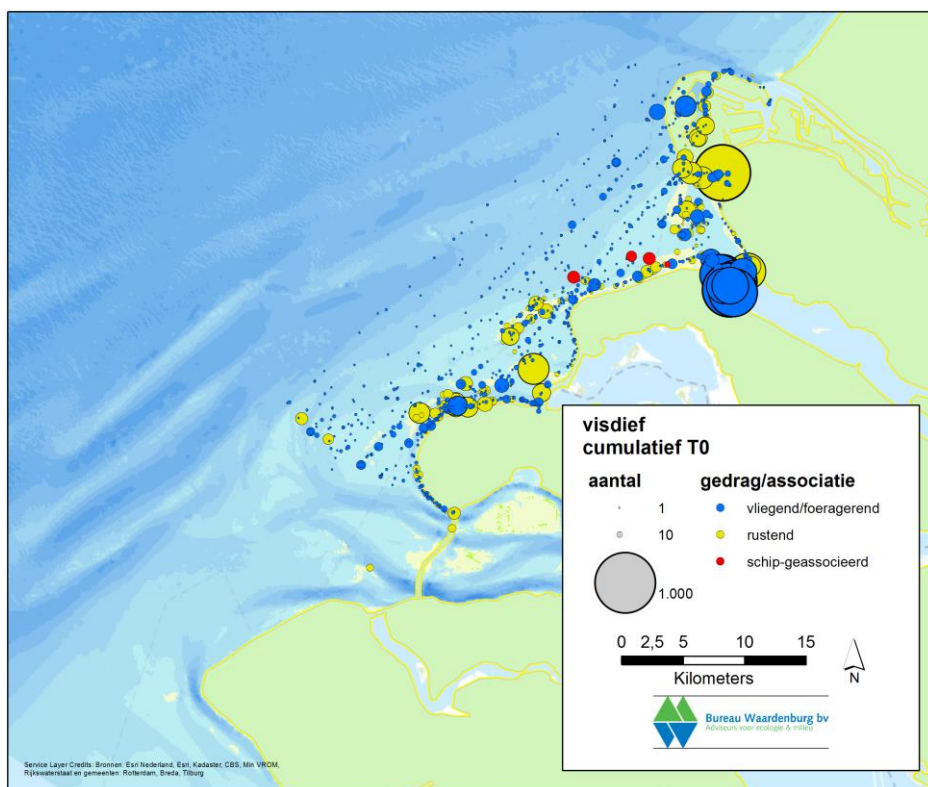 visdief
cumulatief T0
aantal
1
10
1.000
gedrag/associatie
vliegend/foeragerend
rustend
schip-geassocieerd
0 2,5 5 10 15
Kilometers
N
Bureau Waardenburg bv
Adviseurs voor ecologie & milieu
Service Layer Credits: Bronnen: Esri Nederland, Esri, Kadaster, CBS, Min VROM,
Rijkswaterstaat en gemeenten: Rotterdam, Breda, Tilburg